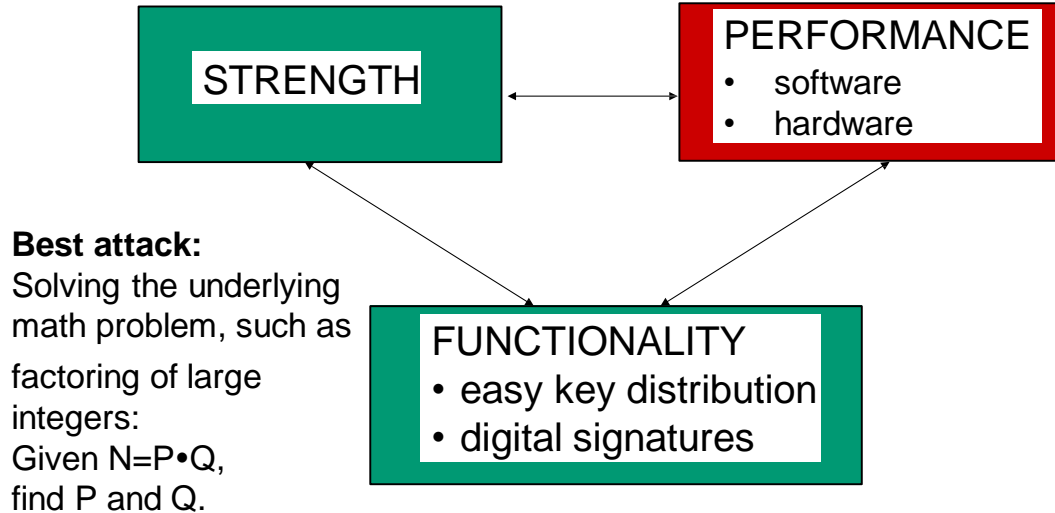 STRENGTH
PERFORMANCE
• software
• hardware
Best attack:
Solving the underlying
math problem, such as
factoring of large
integers:
Given N=P•Q,
find P and Q.
FUNCTIONALITY
• easy key distribution
• digital signatures